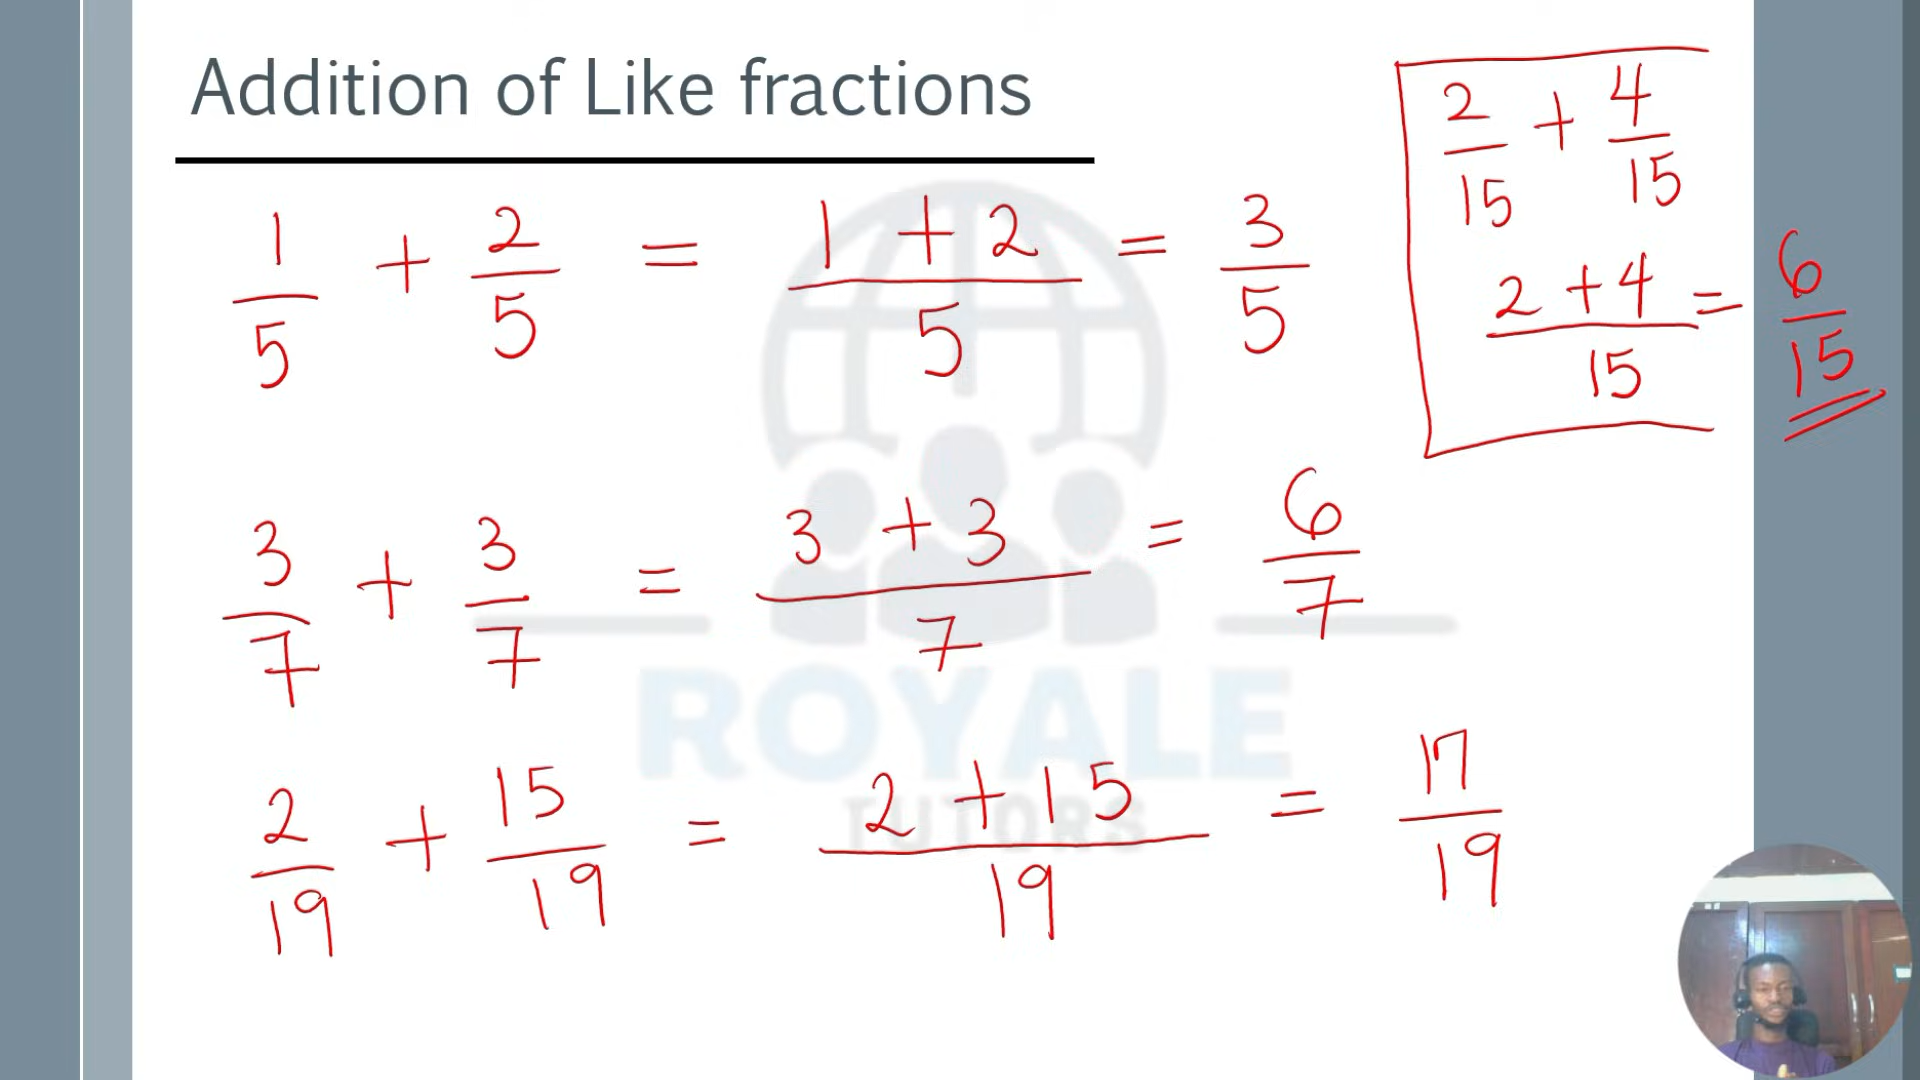 Addition of Like fractions
1/5 + 2/5 = (1 + 2)/5 = 3/5
2/15 + 4/15
(2 + 4)/15 = 6/15
3/7 + 3/7 = (3 + 3)/7 = 6/7
ROYALE
TUTORS
2/19 + 15/19 = (2 + 15)/19 = 17/19